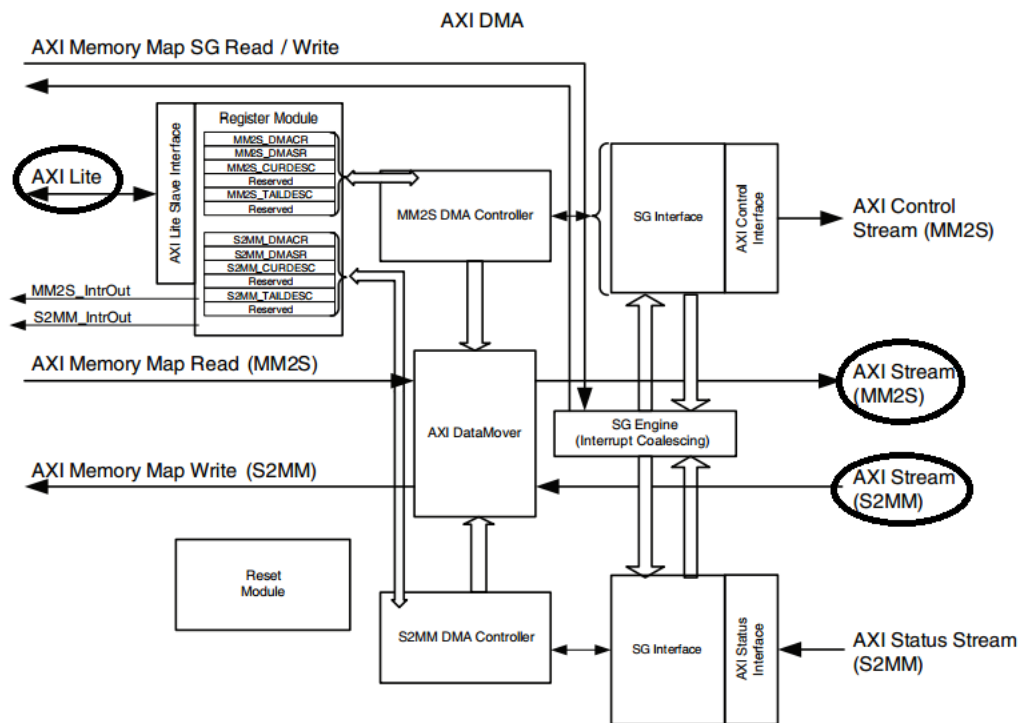 AXI DMA
AXI Memory Map SG Read / Write
AXI Lite Slave Interface
Register Module
MM2S_DMACR
MM2S_DMASR
MM2S_CURDESC
Reserved
MM2S_TAILDESC
Reserved
AXI Lite
S2MM_DMACR
S2MM_DMASR
S2MM_CURDESC
Reserved
S2MM_TAILDESC
Reserved
MM2S_IntrOut
S2MM_IntrOut
MM2S DMA Controller
SG Interface
AXI Control
Interface
AXI Control
Stream (MM2S)
AXI Memory Map Read (MM2S)
AXI Stream
(MM2S)
AXI DataMover
SG Engine
(Interrupt Coalescing)
AXI Memory Map Write (S2MM)
AXI Stream
(S2MM)
Reset
Module
S2MM DMA Controller
SG Interface
AXI Status
Interface
AXI Status Stream
(S2MM)